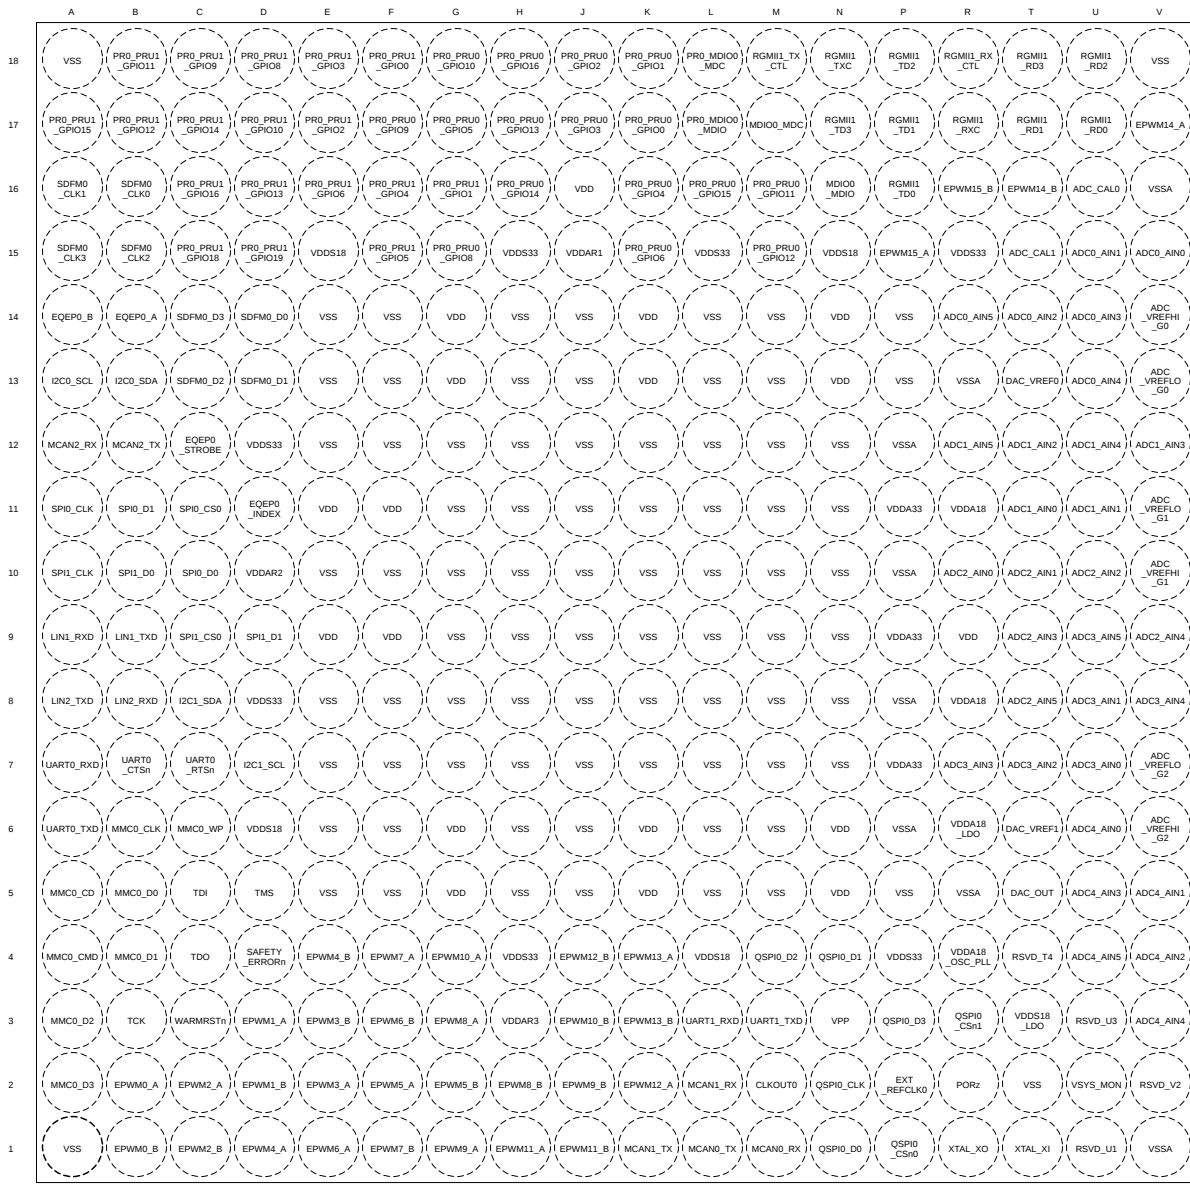 A B C D E F G H J K L M N P R T U V
18 VSS PR0_PRU1_GPIO11 PR0_PRU1_GPIO9 PR0_PRU1_GPIO8 PR0_PRU1_GPIO3 PR0_PRU1_GPIO0 PR0_PRU0_GPIO10 PR0_PRU0_GPIO16 PR0_PRU0_GPIO2 PR0_PRU0_GPIO1 PR0_MDIO0_MDC RGMII1_TX_CTL RGMII1_TXC RGMII1_TD2 RGMII1_RX_CTL RGMII1_RD3 RGMII1_RD2 VSS
17 PR0_PRU1_GPIO15 PR0_PRU1_GPIO12 PR0_PRU1_GPIO14 PR0_PRU1_GPIO10 PR0_PRU1_GPIO2 PR0_PRU0_GPIO9 PR0_PRU0_GPIO5 PR0_PRU0_GPIO13 PR0_PRU0_GPIO3 PR0_PRU0_GPIO0 PR0_MDIO0_MDIO MDIO0_MDC RGMII1_TD3 RGMII1_TD1 RGMII1_RXC RGMII1_RD1 RGMII1_RD0 EPWM14_A
16 SDFM0_CLK1 SDFM0_CLK0 PR0_PRU1_GPIO16 PR0_PRU1_GPIO13 PR0_PRU1_GPIO6 PR0_PRU1_GPIO4 PR0_PRU1_GPIO1 PR0_PRU0_GPIO14 VDD PR0_PRU0_GPIO4 PR0_PRU0_GPIO15 PR0_PRU0_GPIO11 MDIO0_MDIO RGMII1_TD0 EPWM15_B EPWM14_B ADC_CAL0 VSSA
15 SDFM0_CLK3 SDFM0_CLK2 PR0_PRU1_GPIO18 PR0_PRU1_GPIO19 VDDS18 PR0_PRU1_GPIO5 PR0_PRU0_GPIO8 VDDS33 VDDAR1 PR0_PRU0_GPIO6 VDDS33 PR0_PRU0_GPIO12 VDDS18 EPWM15_A VDDS33 ADC_CAL1 ADC0_AIN1 ADC0_AIN0
14 EQEP0_B EQEP0_A SDFM0_D3 SDFM0_D0 VSS VSS VDD VSS VSS VDD VSS VSS VDD VSS ADC0_AIN5 ADC0_AIN2 ADC0_AIN3 ADC_VREFHI_G0
13 I2C0_SCL I2C0_SDA SDFM0_D2 SDFM0_D1 VSS VSS VDD VSS VSS VDD VSS VSS VDD VSS VSSA DAC_VREF0 ADC0_AIN4 ADC_VREFLO_G0
12 MCAN2_RX MCAN2_TX EQEP0_STROBE VDDS33 VSS VSS VSS VSS VSS VSS VSS VSS VSS VSSA ADC1_AIN5 ADC1_AIN2 ADC1_AIN4 ADC1_AIN3
11 SPI0_CLK SPI0_D1 SPI0_CS0 EQEP0_INDEX VDD VDD VSS VSS VSS VSS VSS VSS VSS VDDA33 VDDA18 ADC1_AIN0 ADC1_AIN1 ADC_VREFLO_G1
10 SPI1_CLK SPI1_D0 SPI0_D0 VDDAR2 VSS VSS VSS VSS VSS VSS VSS VSS VSS VSSA ADC2_AIN0 ADC2_AIN1 ADC2_AIN2 ADC_VREFHI_G1
9 LIN1_RXD LIN1_TXD SPI1_CS0 SPI1_D1 VDD VDD VSS VSS VSS VSS VSS VSS VSS VDDA33 VDD ADC2_AIN3 ADC3_AIN5 ADC2_AIN4
8 LIN2_TXD LIN2_RXD I2C1_SDA VDDS33 VSS VSS VSS VSS VSS VSS VSS VSS VSS VSSA VDDA18 ADC2_AIN5 ADC3_AIN1 ADC3_AIN4
7 UART0_RXD UART0_CTSn UART0_RTSn I2C1_SCL VSS VSS VSS VSS VSS VSS VSS VSS VSS VDDA33 ADC3_AIN3 ADC3_AIN2 ADC3_AIN0 ADC_VREFLO_G2
6 UART0_TXD MMC0_CLK MMC0_WP VDDS18 VSS VSS VDD VSS VSS VDD VSS VSS VDD VSSA VDDA18_LDO DAC_VREF1 ADC4_AIN0 ADC_VREFHI_G2
5 MMC0_CD MMC0_D0 TDI TMS VSS VSS VDD VSS VSS VDD VSS VSS VDD VSS VSSA DAC_OUT ADC4_AIN3 ADC4_AIN1
4 MMC0_CMD MMC0_D1 TDO SAFETY_ERRORn EPWM4_B EPWM7_A EPWM10_A VDDS33 EPWM12_B EPWM13_A VDDS18 QSPI0_D2 QSPI0_D1 VDDS33 VDDA18_OSC_PLL RSVD_T4 ADC4_AIN5 ADC4_AIN2
3 MMC0_D2 TCK WARMRSTn EPWM1_A EPWM3_B EPWM6_B EPWM8_A VDDAR3 EPWM10_B EPWM13_B UART1_RXD UART1_TXD VPP QSPI0_D3 QSPI0_CSn1 VDDS18_LDO RSVD_U3 ADC4_AIN4
2 MMC0_D3 EPWM0_A EPWM2_A EPWM1_B EPWM3_A EPWM5_A EPWM5_B EPWM8_B EPWM9_B EPWM12_A MCAN1_RX CLKOUT0 QSPI0_CLK EXT_REFCLK0 PORz VSS VSYS_MON RSVD_V2
1 VSS EPWM0_B EPWM2_B EPWM4_A EPWM6_A EPWM7_B EPWM9_A EPWM11_A EPWM11_B MCAN1_TX MCAN0_TX MCAN0_RX QSPI0_D0 QSPI0_CSn0 XTAL_XO XTAL_XI RSVD_U1 VSSA